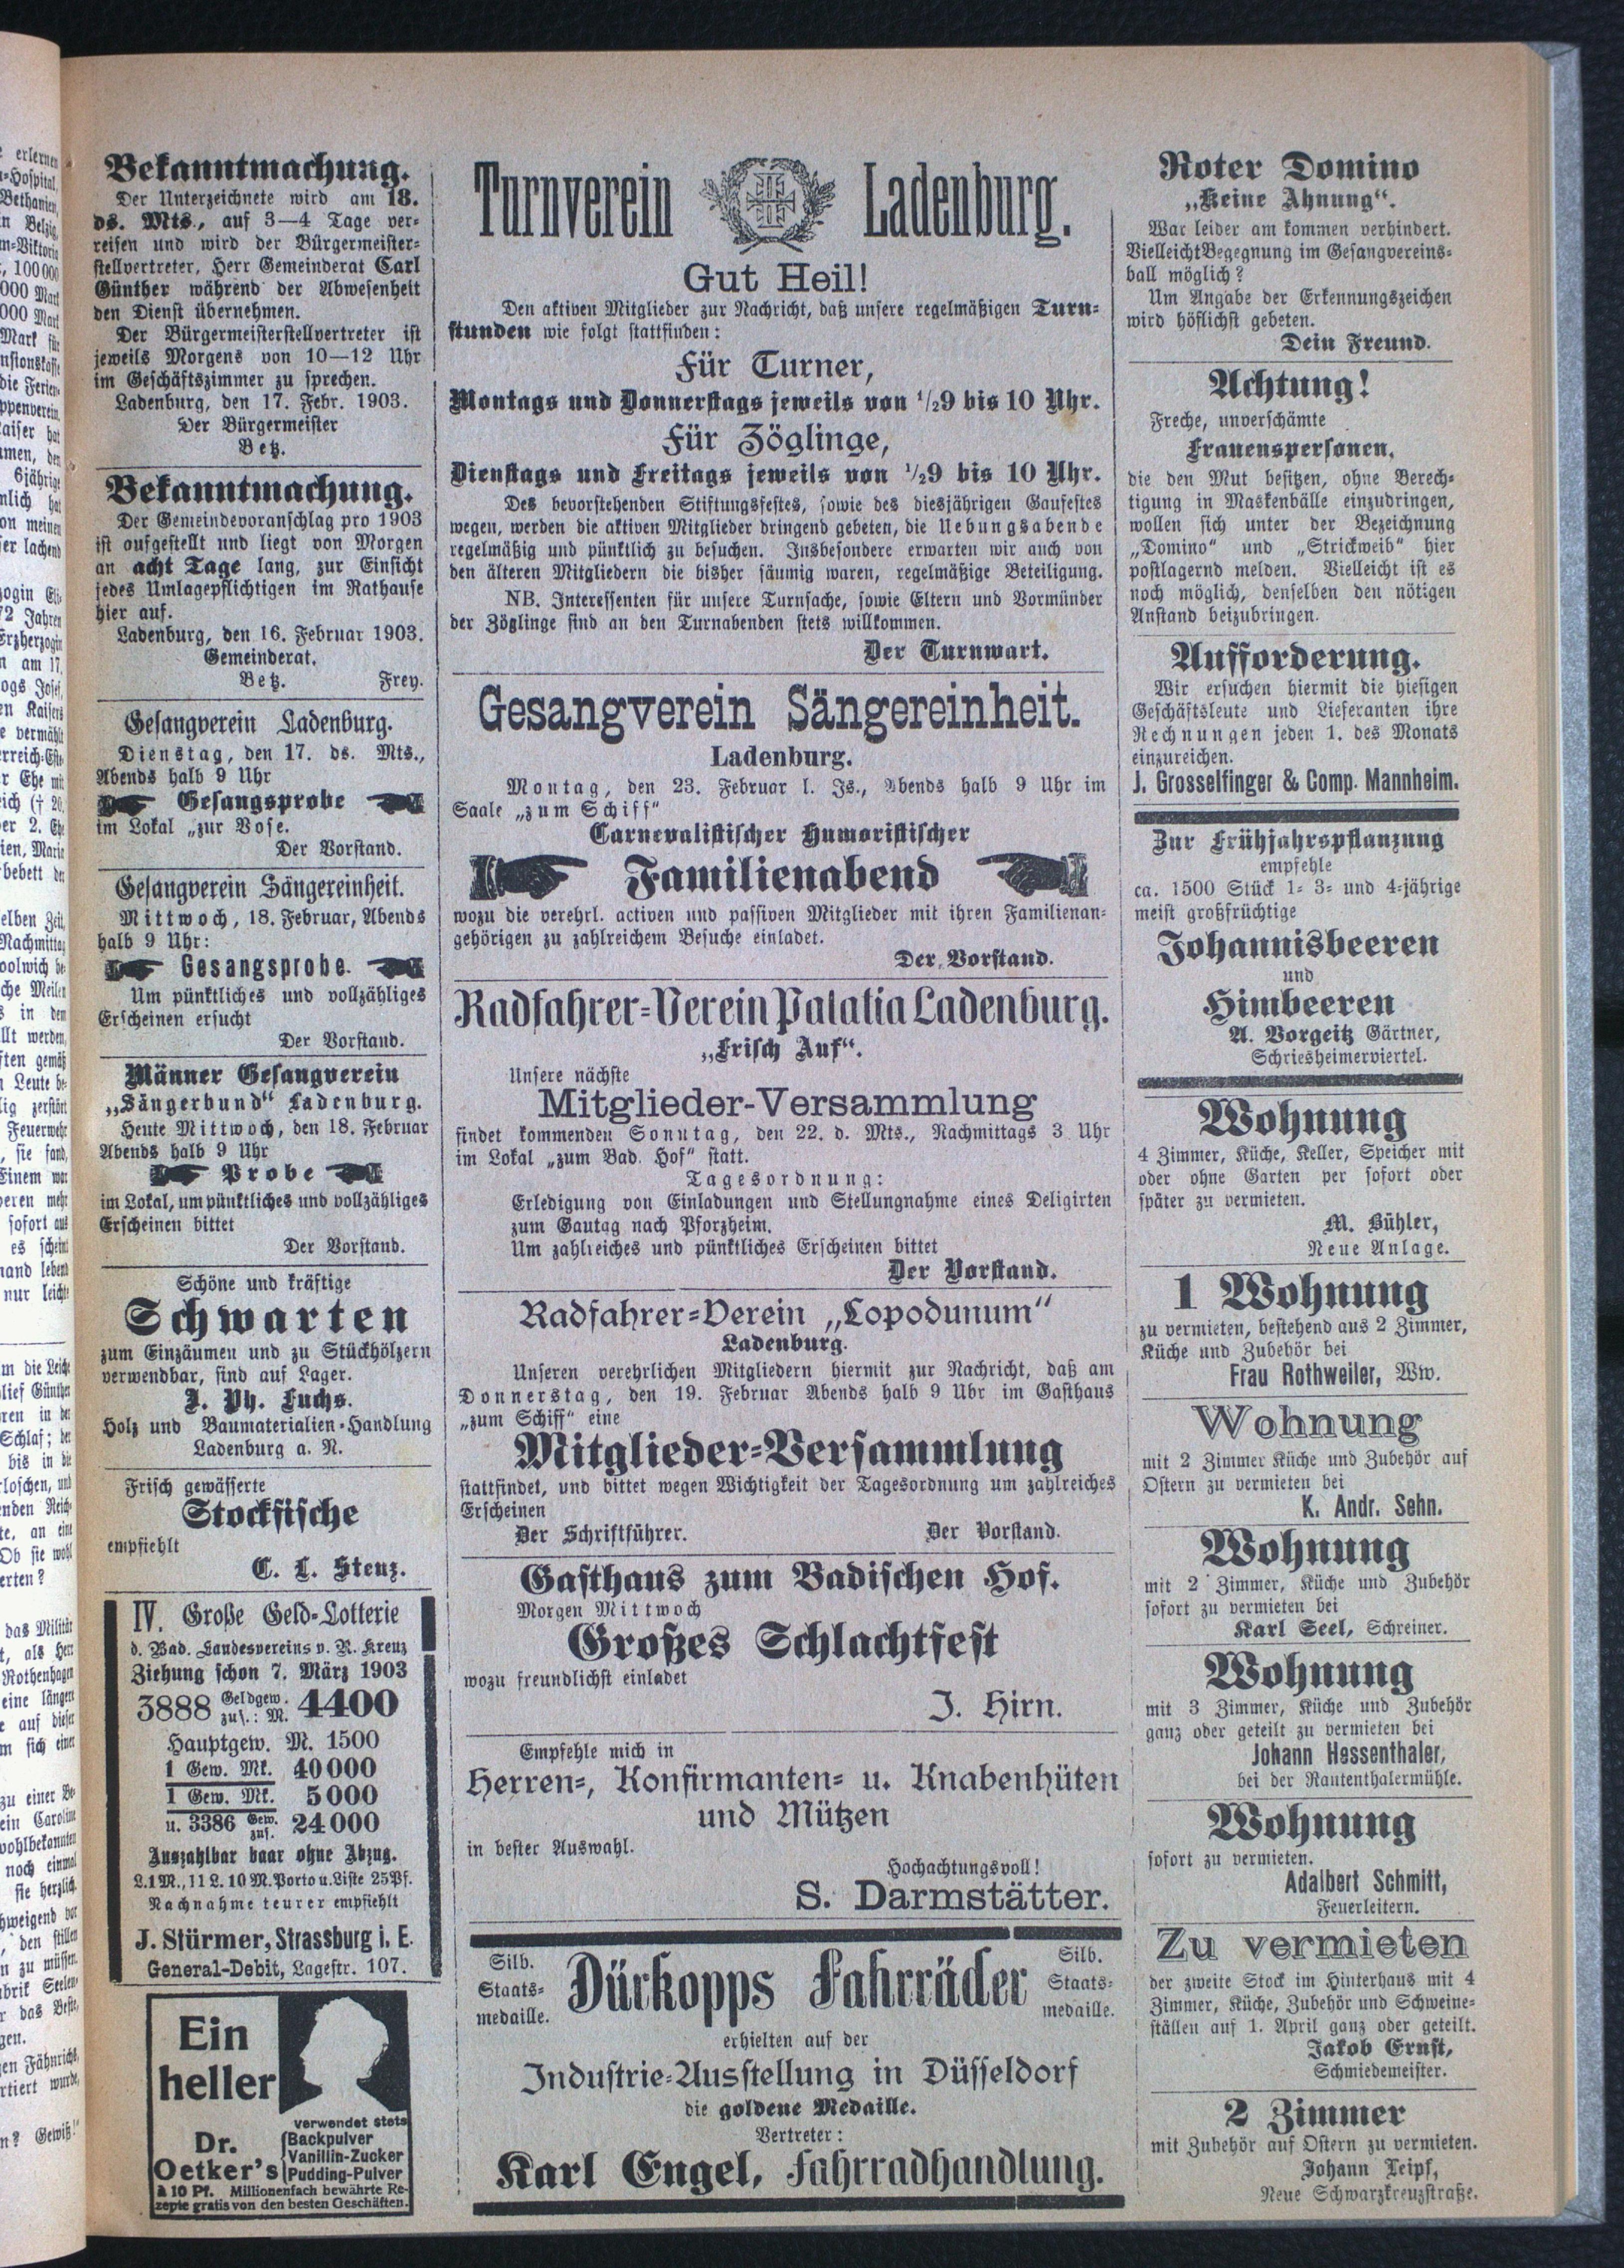 Bekanntmachung.
Der Unterzeichnete wird am 18.
ds. Mts., auf 3—4 Tage ver-
reisen und wird der Bürgermeister-
stellvertreter, Herr Gemeinderat Carl
Günther während der Abwesenheit
den Dienst übernehmen.
Der Bürgermeisterstellvertreter ist
jeweils Morgens von 10—12 Uhr
im Geschäftszimmer zu sprechen.
Ladenburg, den 17. Febr. 1903.
Der Bürgermeister
Betz.
Bekanntmachung.
Der Gemeindevoranschlag pro 1903
ist aufgestellt und liegt von Morgen
an acht Tage lang, zur Einsicht
jedes Umlagepflichtigen im Rathause
hier auf.
Ladenburg, den 16. Februar 1903.
Gemeinderat.
Betz. Frey.
Gesangverein Ladenburg.
Dienstag, den 17. ds. Mts.,
Abends halb 9 Uhr
Gesangsprobe
im Lokal „zur Rose.
Der Vorstand.
Gesangverein Sängereinheit.
Mittwoch, 18. Februar, Abends
halb 9 Uhr:
Gesangsprobe.
Um pünktliches und vollzähliges
Erscheinen ersucht
Der Vorstand.
Männer Gesangverein
„Sängerbund“ Ladenburg.
Heute Mittwoch, den 18. Februar
Abends halb 9 Uhr
Probe
im Lokal, um pünktliches und vollzähliges
Erscheinen bittet
Der Vorstand.
Schöne und kräftige
Schwarten
zum Einzäumen und zu Stückhölzern
verwendbar, sind auf Lager.
J. Ph. Fuchs.
Holz und Baumaterialien-Handlung
Ladenburg a. N.
Frisch gewässerte
Stockfische
empfiehlt
C. L. Stenz.
IV. Große Geld-Lotterie
d. Bad. Landesvereins v. R. Kreuz
Ziehung schon 7. März 1903
3888 Geldgew. zus.: M. 4400
Hauptgew. M. 1500
1 Gew. Mk. 40000
1 Gew. Mk. 5000
u. 3386 Gew. zus. 24000
Auszahlbar baar ohne Abzug.
L. 1 M., 11 L. 10 M. Porto u. Liste 25 Pf.
Nachnahme teurer empfiehlt
J. Stürmer, Strassburg i. E.
General-Debit, Lagestr. 107.
Ein
heller
verwendet stets
Dr.
Oetker's
Backpulver
Vanillin-Zucker
Pudding-Pulver
à 10 Pf. Millionenfach bewährte Re-
zepte gratis von den besten Geschäften.
Turnverein Ladenburg.
Gut Heil!
Den aktiven Mitglieder zur Nachricht, daß unsere regelmäßigen Turn-
stunden wie folgt stattfinden:
Für Turner,
Montags und Donnerstags jeweils von ½9 bis 10 Uhr.
Für Zöglinge,
Dienstags und Freitags jeweils von ½9 bis 10 Uhr.
Des bevorstehenden Stiftungsfestes, sowie des diesjährigen Gaufestes
wegen, werden die aktiven Mitglieder dringend gebeten, die Uebungsabende
regelmäßig und pünktlich zu besuchen. Insbesondere erwarten wir auch von
den älteren Mitgliedern die bisher säumig waren, regelmäßige Beteiligung.
NB. Interessenten für unsere Turnsache, sowie Eltern und Vormünder
der Zöglinge sind an den Turnabenden stets willkommen.
Der Turnwart.
Gesangverein Sängereinheit.
Ladenburg.
Montag, den 23. Februar l. Js., Abends halb 9 Uhr im
Saale „zum Schiff“
Carnevalistischer Humoristischer
Familienabend
wozu die verehrl. activen und passiven Mitglieder mit ihren Familienan-
gehörigen zu zahlreichem Besuche einladet.
Der Vorstand.
Radfahrer-Verein Palatia Ladenburg.
„Frisch Auf“.
Unsere nächste
Mitglieder-Versammlung
findet kommenden Sonntag, den 22. d. Mts., Nachmittags 3 Uhr
im Lokal „zum Bad. Hof“ statt.
Tagesordnung:
Erledigung von Einladungen und Stellungnahme eines Deligirten
zum Gautag nach Pforzheim.
Um zahlreiches und pünktliches Erscheinen bittet
Der Vorstand.
Radfahrer-Verein „Lopodunum“
Ladenburg.
Unseren verehrlichen Mitgliedern hiermit zur Nachricht, daß am
Donnerstag, den 19. Februar Abends halb 9 Uhr im Gasthaus
„zum Schiff“ eine
Mitglieder-Versammlung
stattfindet, und bittet wegen Wichtigkeit der Tagesordnung um zahlreiches
Erscheinen
Der Schriftführer. Der Vorstand.
Gasthaus zum Badischen Hof.
Morgen Mittwoch
Großes Schlachtfest
wozu freundlichst einladet
J. Hirn.
Empfehle mich in
Herren-, Konfirmanten- u. Knabenhüten
und Mützen
in bester Auswahl.
Hochachtungsvoll!
S. Darmstätter.
Silb.
Staats-
medaille.
Dürkopps Fahrräder
Silb.
Staats-
medaille.
erhielten auf der
Industrie-Ausstellung in Düsseldorf
die goldene Medaille.
Vertreter:
Karl Engel, Fahrradhandlung.
Roter Domino
„Keine Ahnung“.
War leider am kommen verhindert.
Vielleicht Begegnung im Gesangvereins-
ball möglich?
Um Angabe der Erkennungszeichen
wird höflichst gebeten.
Dein Freund.
Achtung!
Freche, unverschämte
Frauenspersonen,
die den Mut besitzen, ohne Berech-
tigung in Maskenbälle einzudringen,
wollen sich unter der Bezeichnung
„Domino“ und „Strickweib“ hier
postlagernd melden. Vielleicht ist es
noch möglich, denselben den nötigen
Anstand beizubringen.
Aufforderung.
Wir ersuchen hiermit die hiesigen
Geschäftsleute und Lieferanten ihre
Rechnungen jeden 1. des Monats
einzureichen.
J. Grosselfinger & Comp. Mannheim.
Zur Frühjahrspflanzung
empfehle
ca. 1500 Stück 1- 3- und 4-jährige
meist großfrüchtige
Johannisbeeren
und
Himbeeren
A. Vorgeitz Gärtner,
Schriesheimerviertel.
Wohnung
4 Zimmer, Küche, Keller, Speicher mit
oder ohne Garten per sofort oder
später zu vermieten.
M. Bühler,
Neue Anlage.
1 Wohnung
zu vermieten, bestehend aus 2 Zimmer,
Küche und Zubehör bei
Frau Rothweiler, Ww.
Wohnung
mit 2 Zimmer Küche und Zubehör auf
Ostern zu vermieten bei
K. Andr. Sehn.
Wohnung
mit 2 Zimmer, Küche und Zubehör
sofort zu vermieten bei
Karl Seel, Schreiner.
Wohnung
mit 3 Zimmer, Küche und Zubehör
ganz oder geteilt zu vermieten bei
Johann Hessenthaler,
bei der Rautenthalermühle.
Wohnung
sofort zu vermieten.
Adalbert Schmitt,
Feuerleitern.
Zu vermieten
der zweite Stock im Hinterhaus mit 4
Zimmer, Küche, Zubehör und Schweine-
ställen auf 1. April ganz oder geteilt.
Jakob Ernst,
Schmiedemeister.
2 Zimmer
mit Zubehör auf Ostern zu vermieten.
Johann Leipf,
Neue Schwarzkreuzstraße.